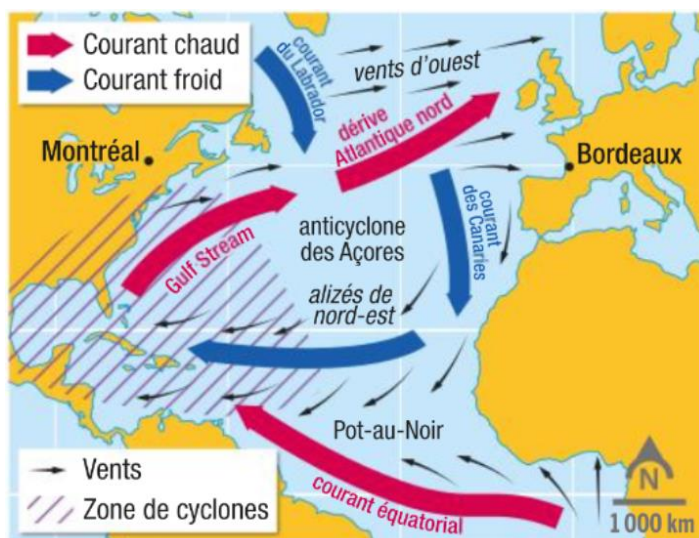 Courant chaud
Courant froid
courant
du Labrador
vents d'ouest
dérive
Atlantique nord
Montréal
Bordeaux
courant
des Canaries
anticyclone
des Açores
Gulf Stream
alizés de
nord-est
Pot-au-Noir
courant équatorial
Vents
Zone de cyclones
N
1 000 km